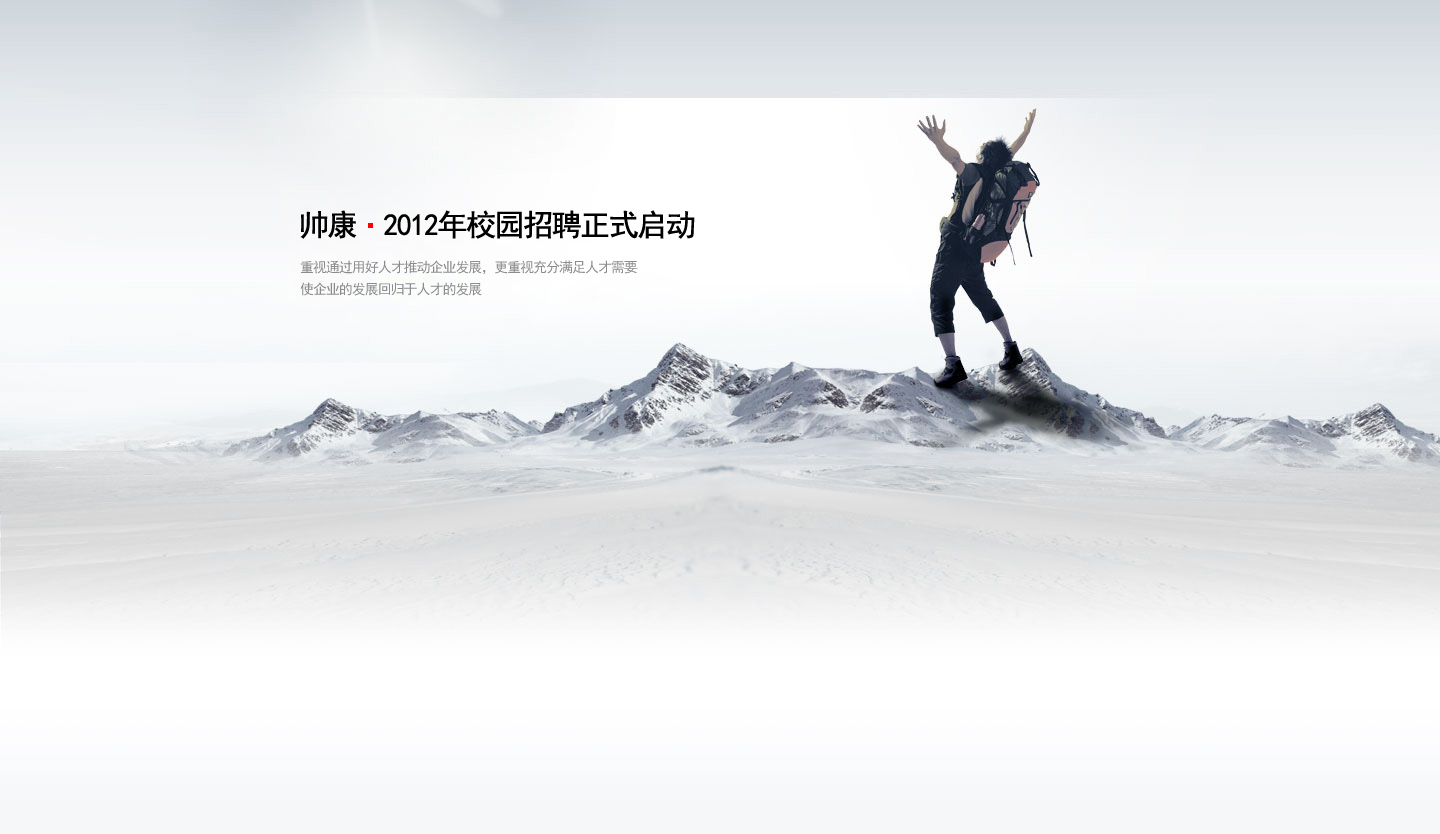 帅康·2012年校园招聘正式启动
重视通过用好人才推动企业发展，更重视充分满足人才需要
使企业的发展回归于人才的发展